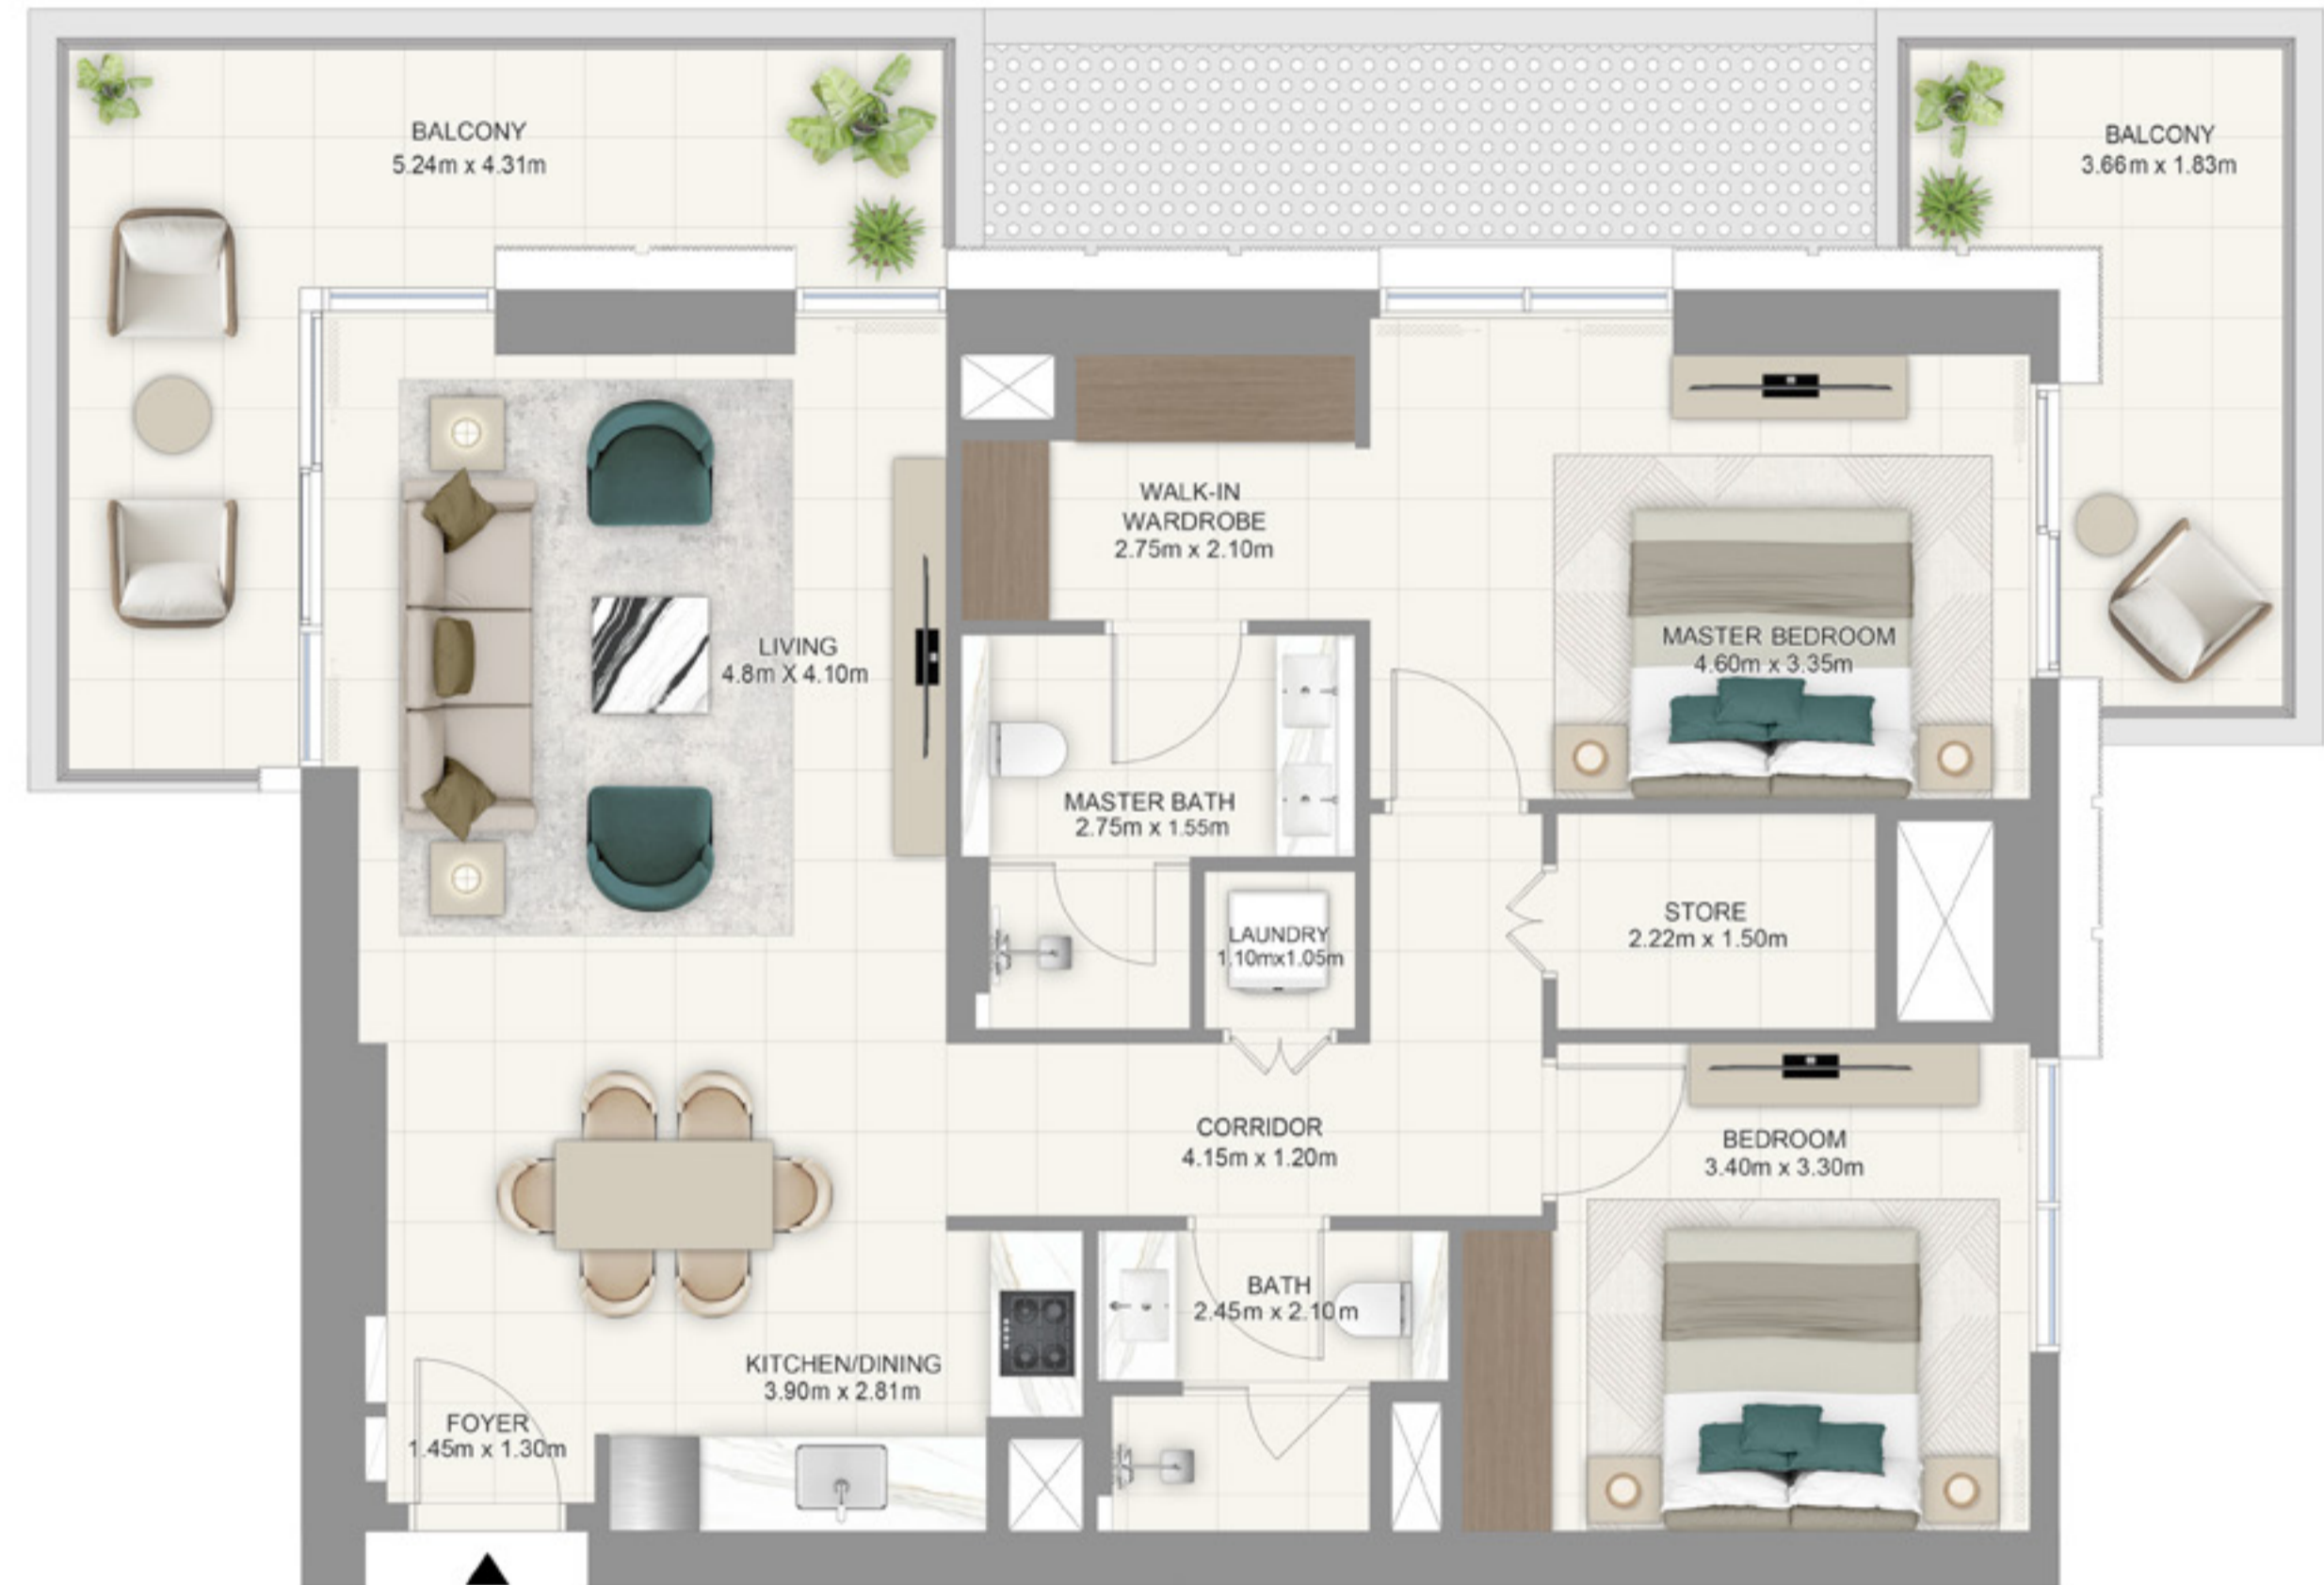 BALCONY
5.24m x 4.31m
BALCONY
3.66m x 1.83m
WALK-IN
WARDROBE
2.75m x 2.10m
LIVING
4.8m X 4.10m
MASTER BEDROOM
4.60m x 3.35m
MASTER BATH
2.75m x 1.55m
LAUNDRY
1.10mx1.05m
STORE
2.22m x 1.50m
CORRIDOR
4.15m x 1.20m
BEDROOM
3.40m x 3.30m
BATH
2.45m x 2.10m
KITCHEN/DINING
3.90m x 2.81m
FOYER
1.45m x 1.30m